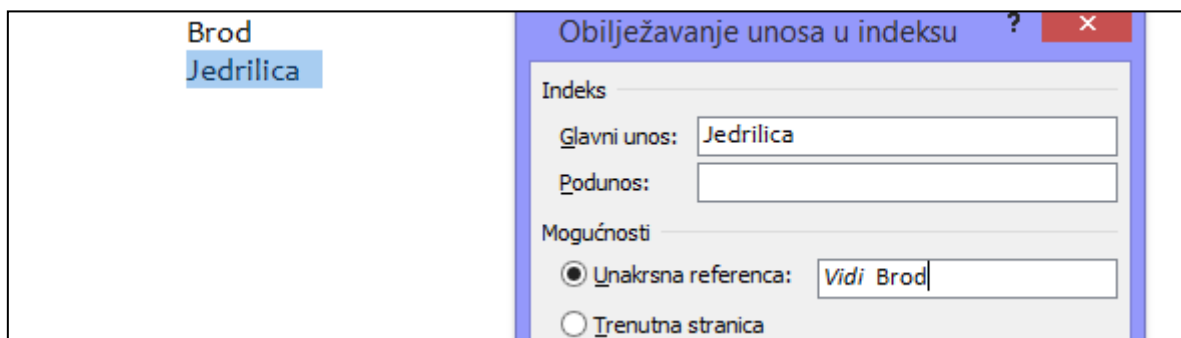 Brod
Jedrilica
Obilježavanje unosa u indeksu ? ×
Indeks
Glavni unos: Jedrilica
Podunos:
Mogućnosti
Unakrsna referenca: Vidi Brod
Trenutna stranica